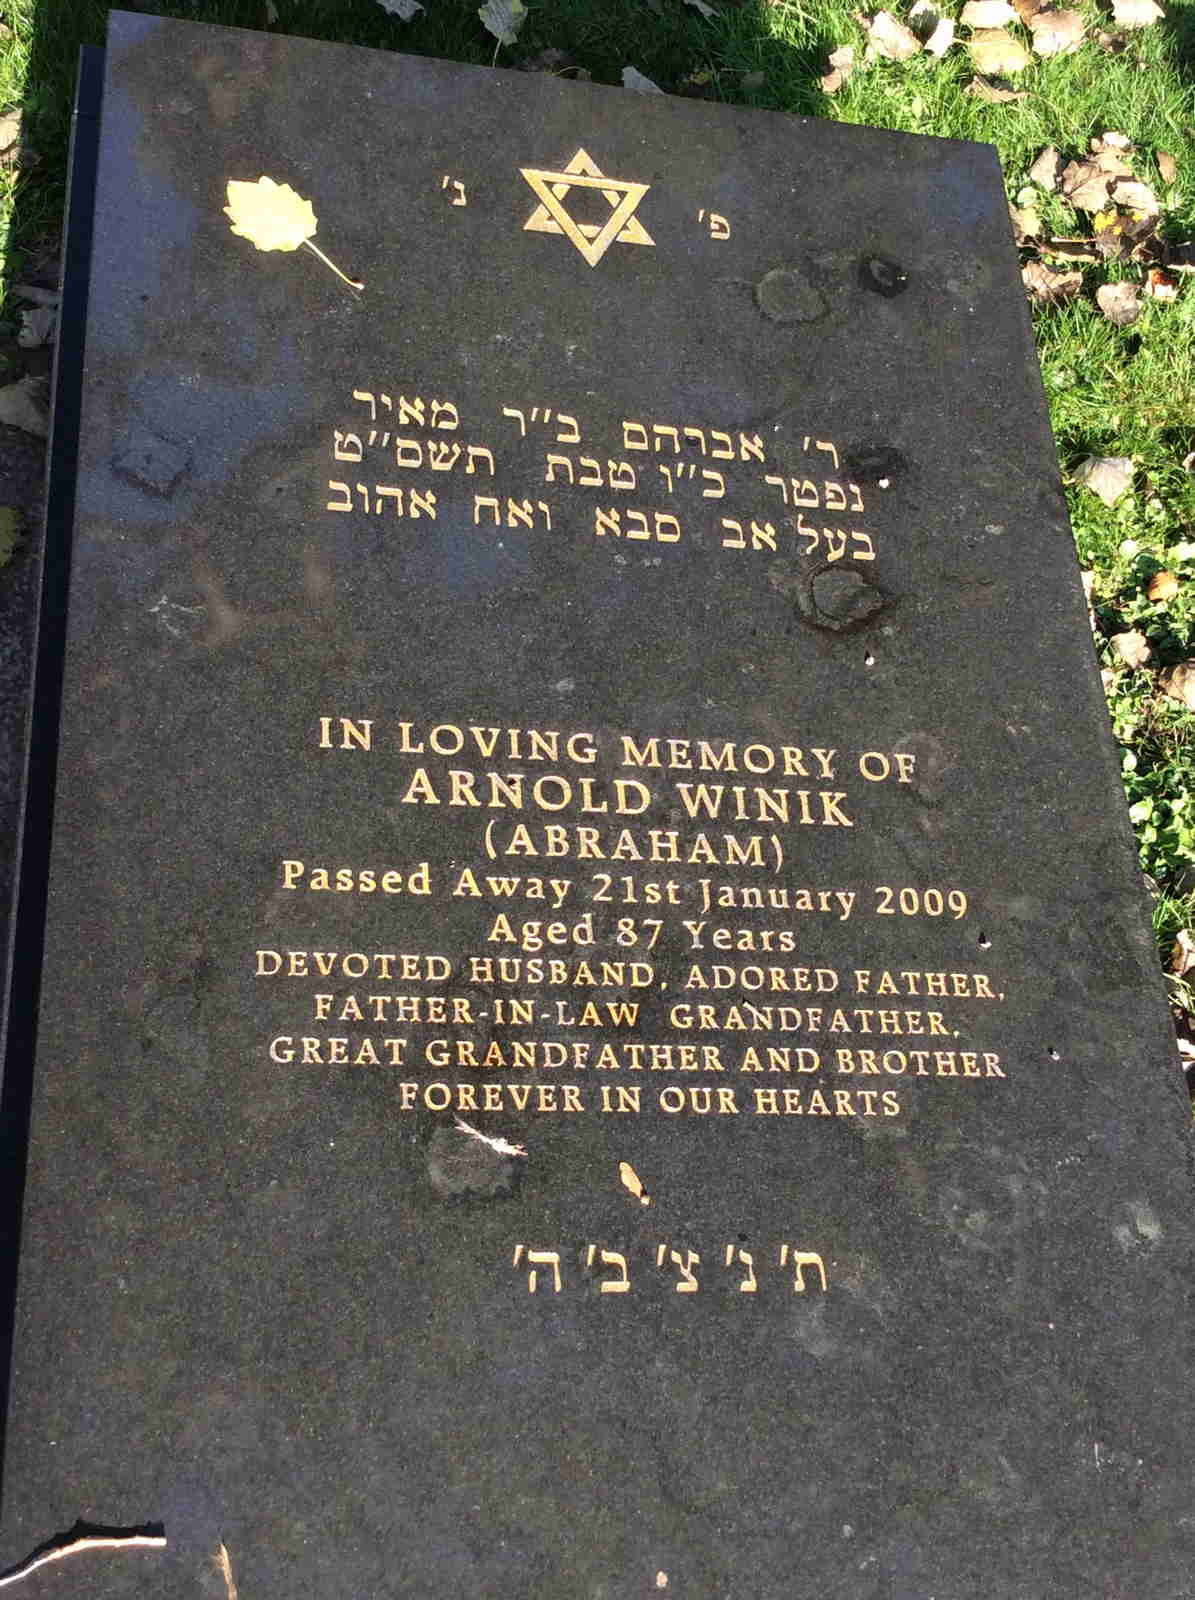 פ' נ'
ר' אברהם ב"ר מאיר
נפטר כ"ו טבת תשס"ט
בעל אב סבא ואח אהוב
IN LOVING MEMORY OF
ARNOLD WINIK
(ABRAHAM)
Passed Away 21st January 2009
Aged 87 Years
DEVOTED HUSBAND, ADORED FATHER,
FATHER-IN-LAW GRANDFATHER,
GREAT GRANDFATHER AND BROTHER
FOREVER IN OUR HEARTS
ת' נ' צ' ב' ה'